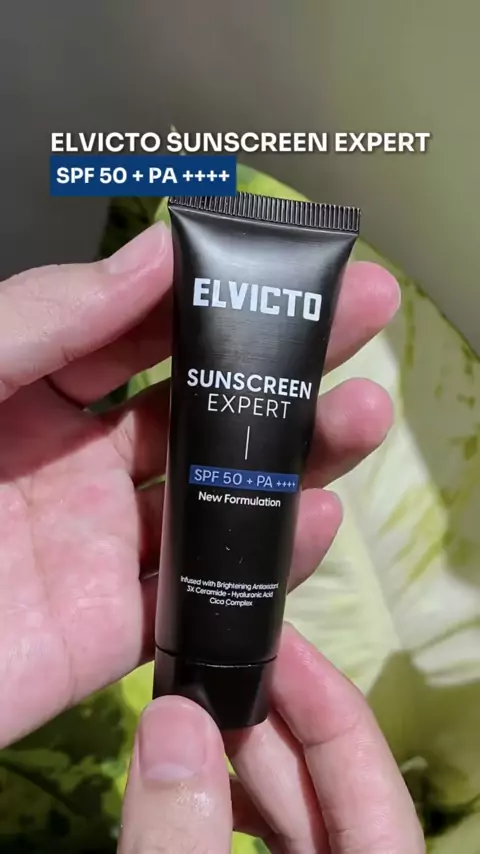 ELVICTO SUNSCREEN EXPERT
SPF 50 + PA ++++
ELVICTO
SUNSCREEN
EXPERT
SPF 50 + PA ++++
New Formulation
Infused with Brightening Antioxidant
3X Ceramide - Hyaluronic Acid
Cica Complex